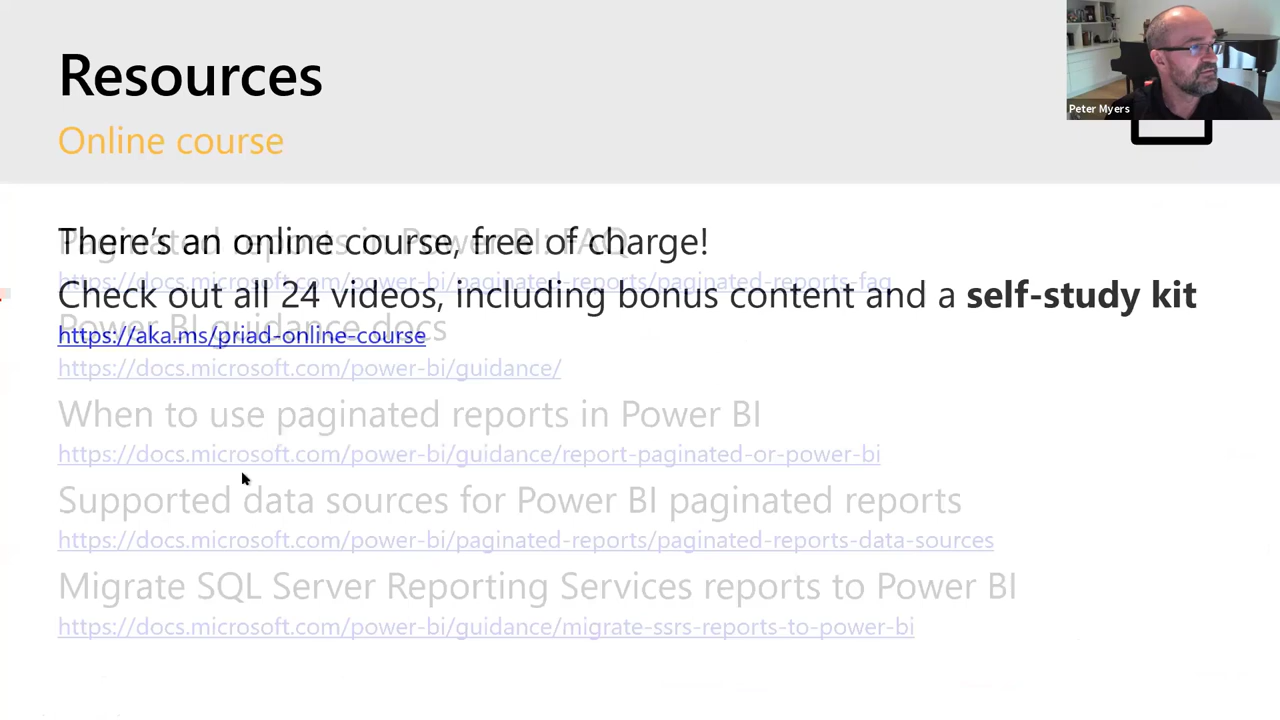 Resources
Online course
Peter Myers
There's an online course, free of charge!
Paginated reports in Power BI: FAQ
https://docs.microsoft.com/power-bi/paginated-reports/paginated-reports-faq
Check out all 24 videos, including bonus content and a self-study kit
Power BI guidance docs
https://aka.ms/priad-online-course
https://docs.microsoft.com/power-bi/guidance/
When to use paginated reports in Power BI
https://docs.microsoft.com/power-bi/guidance/report-paginated-or-power-bi
Supported data sources for Power BI paginated reports
https://docs.microsoft.com/power-bi/paginated-reports/paginated-reports-data-sources
Migrate SQL Server Reporting Services reports to Power BI
https://docs.microsoft.com/power-bi/guidance/migrate-ssrs-reports-to-power-bi